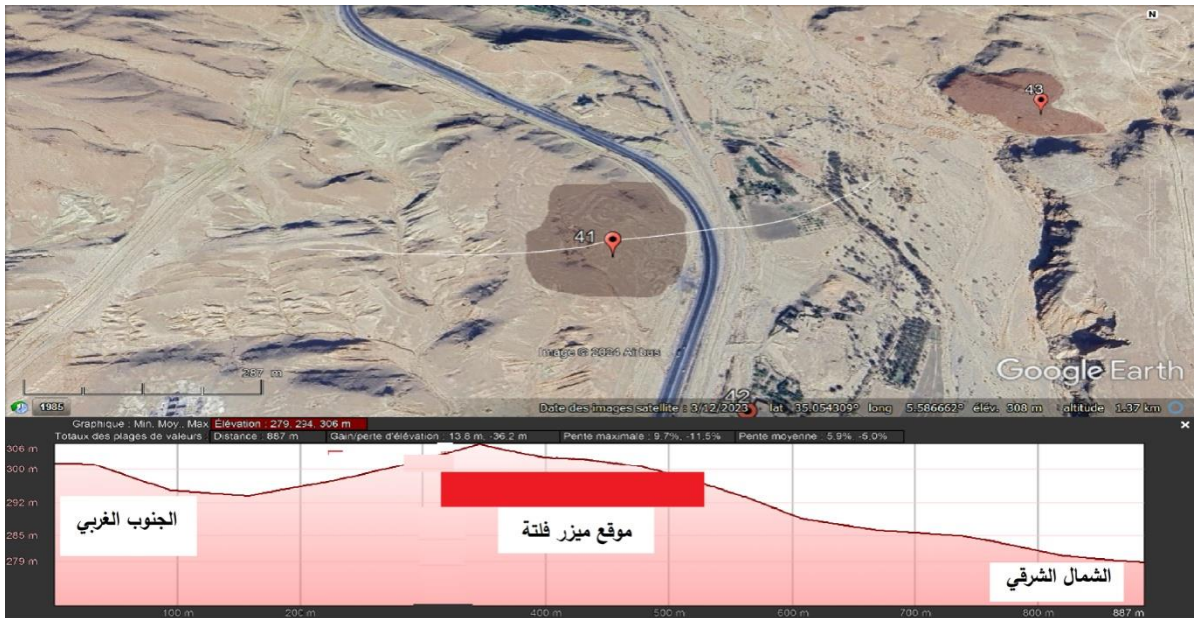 N
43
41
Image © 2024 Airbus
287 m
Google Earth
42
1985
Date des images satellite : 3/12/2023 lat 35.054309° long 5.586662° élév. 308 m altitude 1.37 km
Graphique : Min, Moy., Max Élévation : 279, 294, 306 m
Totaux des plages de valeurs Distance : 887 m Gain/perte d'élévation : 13.8 m, -36.2 m Pente maximale : 9.7%, -11.5% Pente moyenne : 5.9%, -5.0%
306 m
300 m
292 m
285 m
279 m
الجنوب الغربي
موقع ميزر فلتة
الشمال الشرقي
100 m 200 m 400 m 500 m 600 m 700 m 800 m 887 m